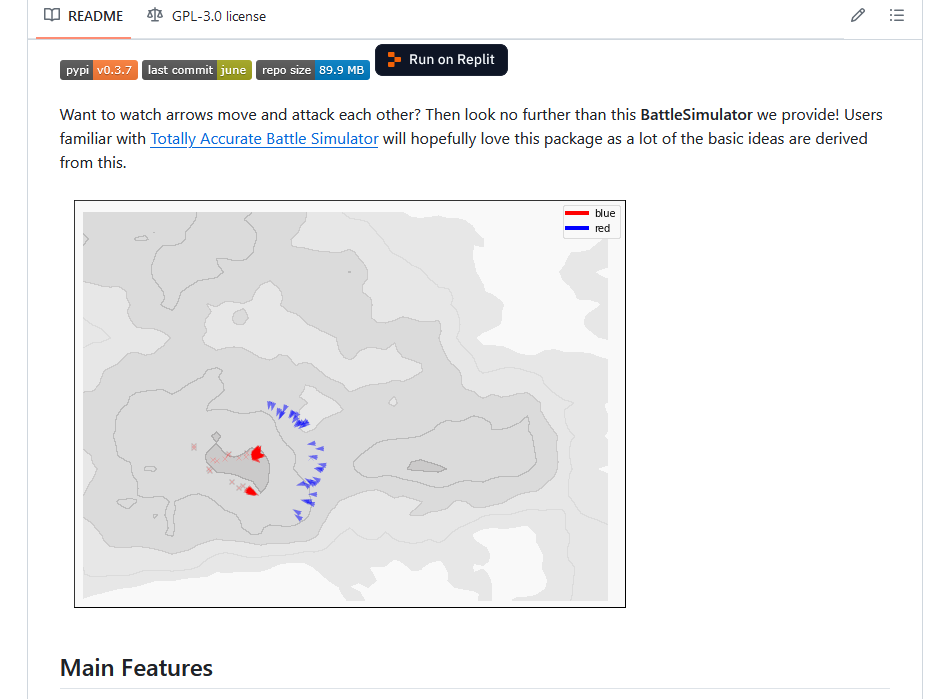 README
GPL-3.0 license
pypi v0.3.7
last commit june
repo size 89.9 MB
Run on Replit
Want to watch arrows move and attack each other? Then look no further than this BattleSimulator we provide! Users
familiar with Totally Accurate Battle Simulator will hopefully love this package as a lot of the basic ideas are derived
from this.
blue
red
Main Features